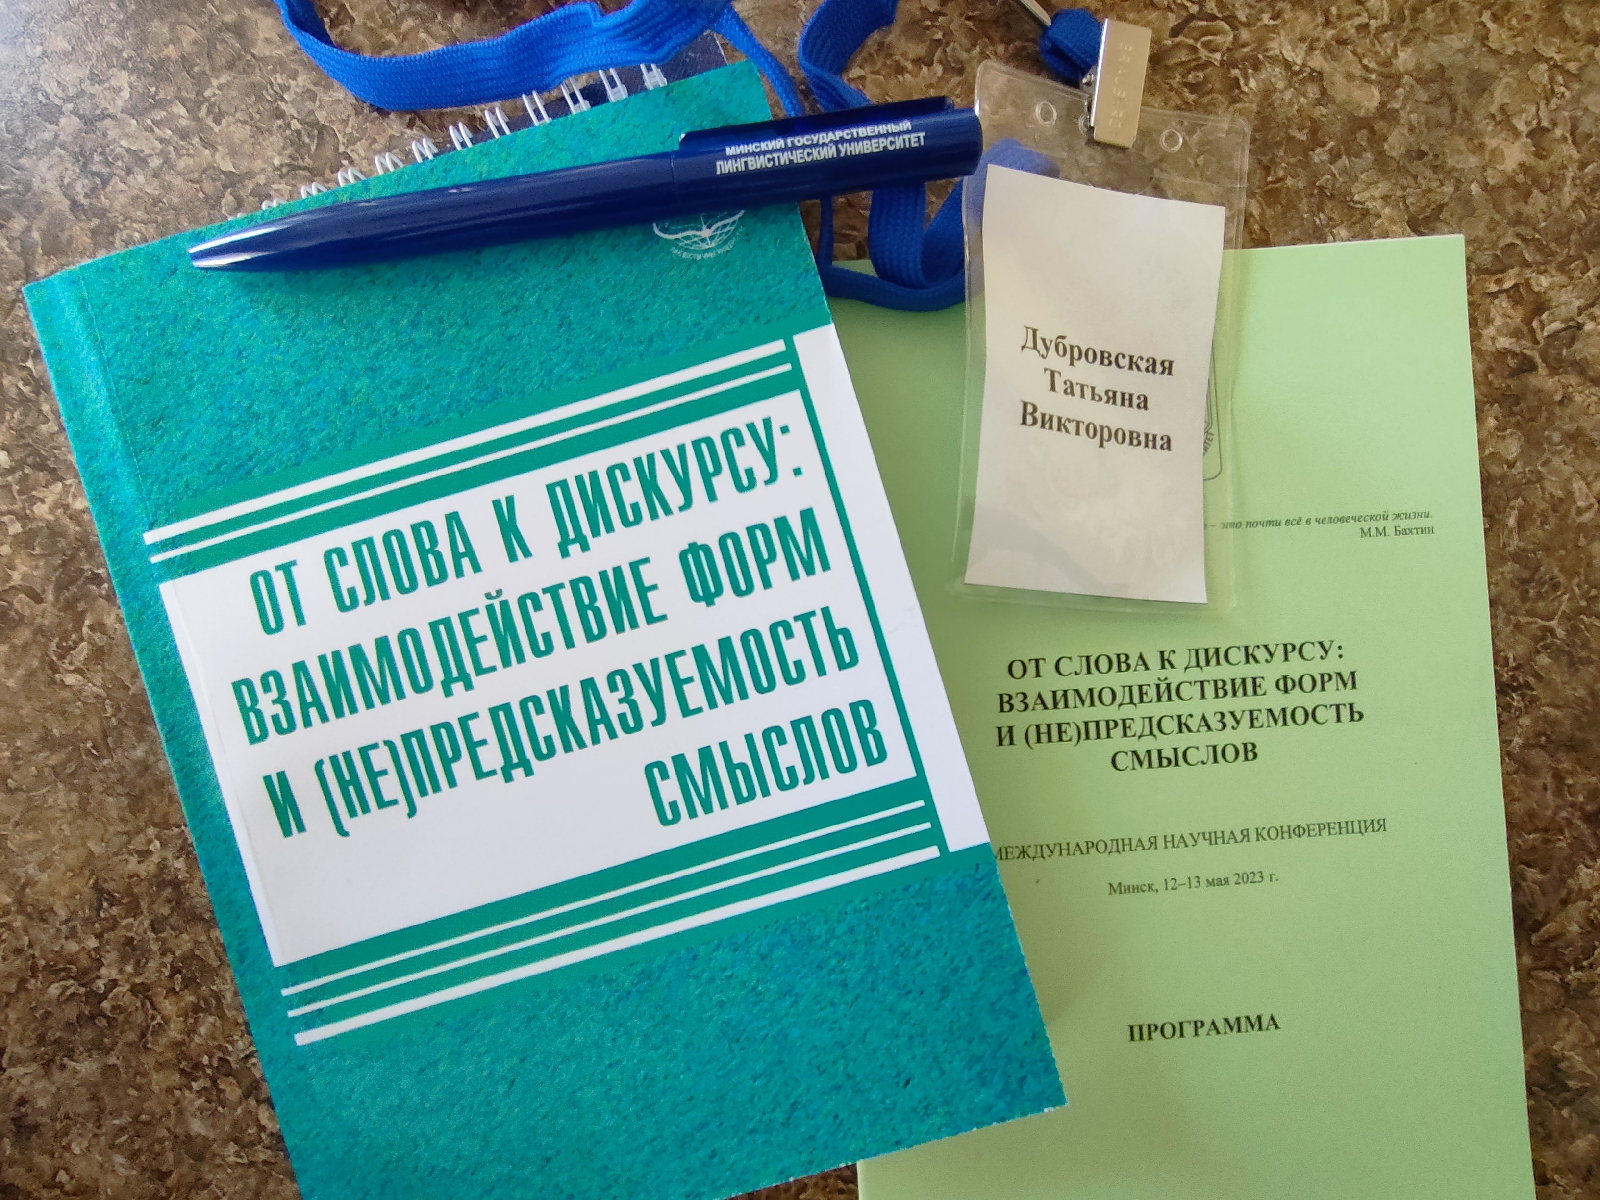 МИНСКИЙ ГОСУДАРСТВЕННЫЙ
ЛИНГВИСТИЧЕСКИЙ УНИВЕРСИТЕТ
ОТ СЛОВА К ДИСКУРСУ:
ВЗАИМОДЕЙСТВИЕ ФОРМ
И (НЕ)ПРЕДСКАЗУЕМОСТЬ
СМЫСЛОВ
Дубровская
Татьяна
Викторовна
– это почти всё в человеческой жизни.
М.М. Бахтин
ОТ СЛОВА К ДИСКУРСУ:
ВЗАИМОДЕЙСТВИЕ ФОРМ
И (НЕ)ПРЕДСКАЗУЕМОСТЬ
СМЫСЛОВ
МЕЖДУНАРОДНАЯ НАУЧНАЯ КОНФЕРЕНЦИЯ
Минск, 12–13 мая 2023 г.
ПРОГРАММА